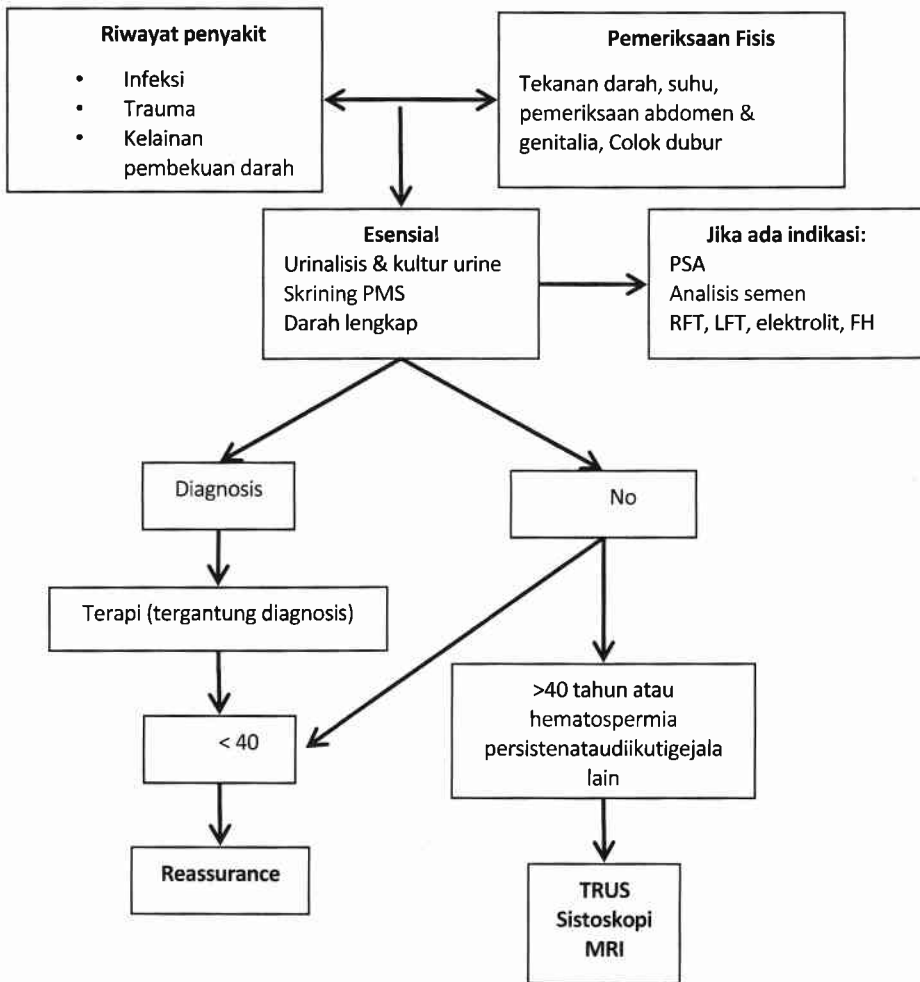 Riwayat penyakit
• Infeksi
• Trauma
• Kelainan
pembekuan darah
Pemeriksaan Fisis
Tekanan darah, suhu,
pemeriksaan abdomen &
genitalia, Colok dubur
Esensial
Urinalisis & kultur urine
Skrining PMS
Darah lengkap
Jika ada indikasi:
PSA
Analisis semen
RFT, LFT, elektrolit, FH
Diagnosis
No
Terapi (tergantung diagnosis)
>40 tahun atau
hematospermia
persistenataudiikutigejala
lain
< 40
Reassurance
TRUS
Sistoskopi
MRI